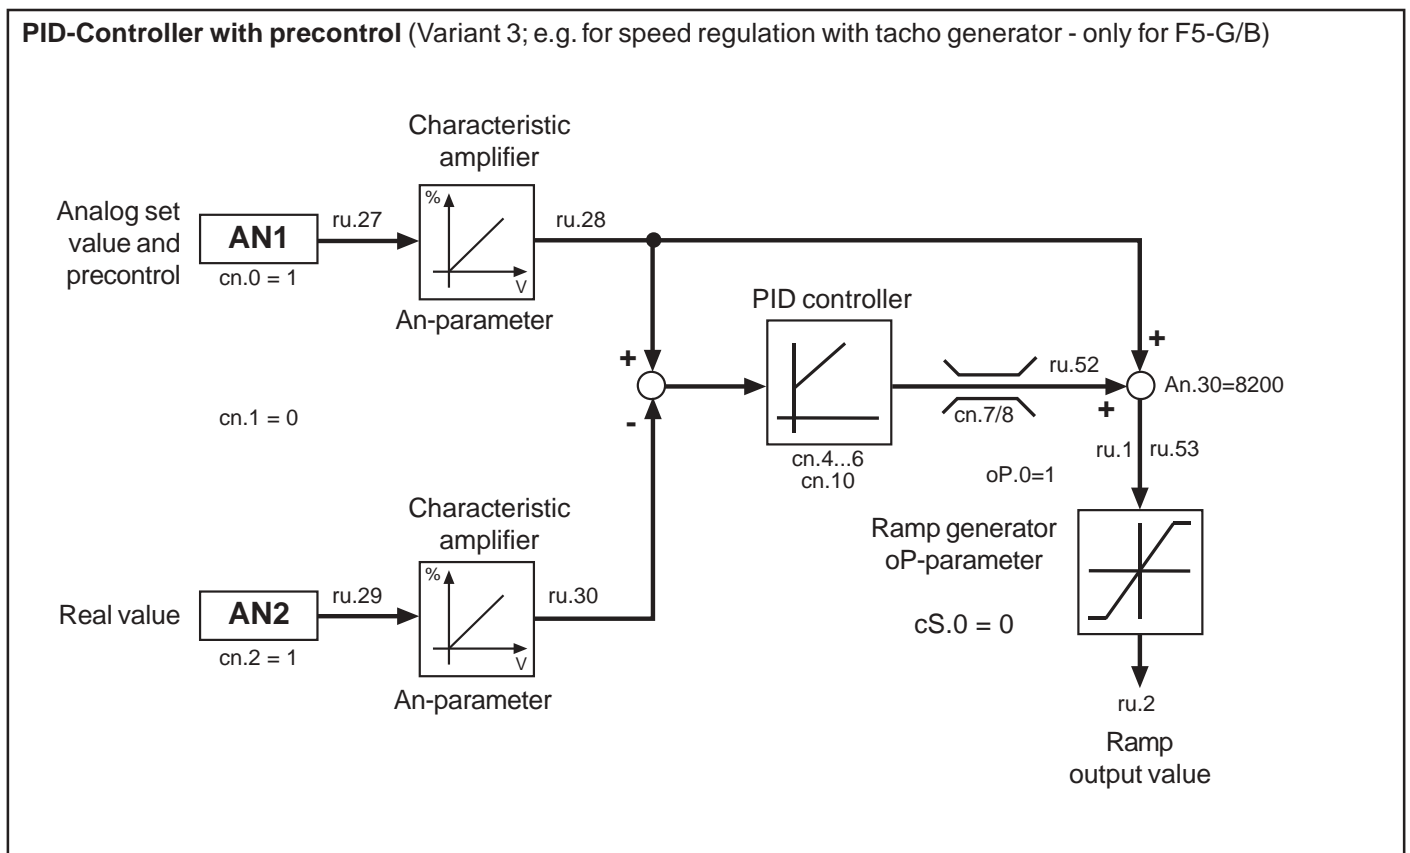 PID-Controller with precontrol (Variant 3; e.g. for speed regulation with tacho generator - only for F5-G/B)
Characteristic
amplifier
Analog set
value and
precontrol
AN1
cn.0 = 1
ru.27
%
V
An-parameter
ru.28
PID controller
+
-
cn.4...6
cn.10
cn.7/8
ru.52
+
+
An.30=8200
cn.1 = 0
ru.1
ru.53
oP.0=1
Characteristic
amplifier
Real value
AN2
cn.2 = 1
ru.29
%
V
An-parameter
ru.30
Ramp generator
oP-parameter
cS.0 = 0
ru.2
Ramp
output value